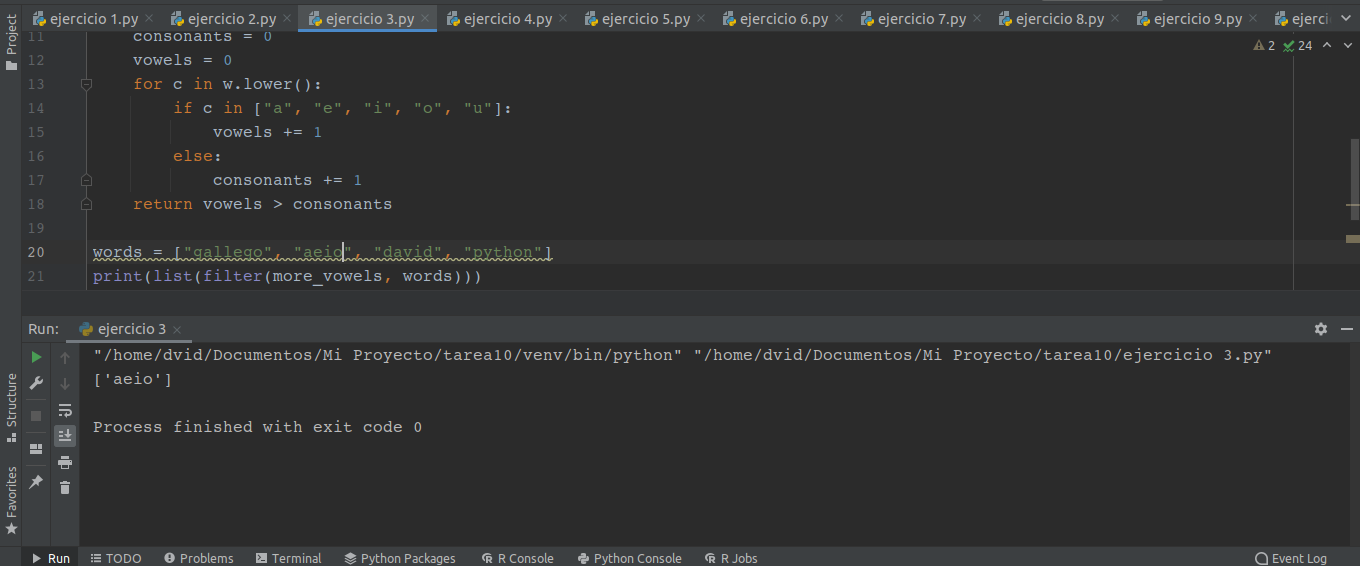 Project
ejercicio 1.py ejercicio 2.py ejercicio 3.py ejercicio 4.py ejercicio 5.py ejercicio 6.py ejercicio 7.py ejercicio 8.py ejercicio 9.py ejerci
2 24
11 consonants = 0
12 vowels = 0
13 for c in w.lower():
14 if c in ["a", "e", "i", "o", "u"]:
15 vowels += 1
16 else:
17 consonants += 1
18 return vowels > consonants
19
20 words = ["gallego", "aeio", "david", "python"]
21 print(list(filter(more_vowels, words)))
Run: ejercicio 3
"/home/dvid/Documentos/Mi Proyecto/tarea10/venv/bin/python" "/home/dvid/Documentos/Mi Proyecto/tarea10/ejercicio 3.py"
['aeio']
Process finished with exit code 0
Structure
Favorites
Run TODO Problems Terminal Python Packages R Console Python Console R Jobs Event Log